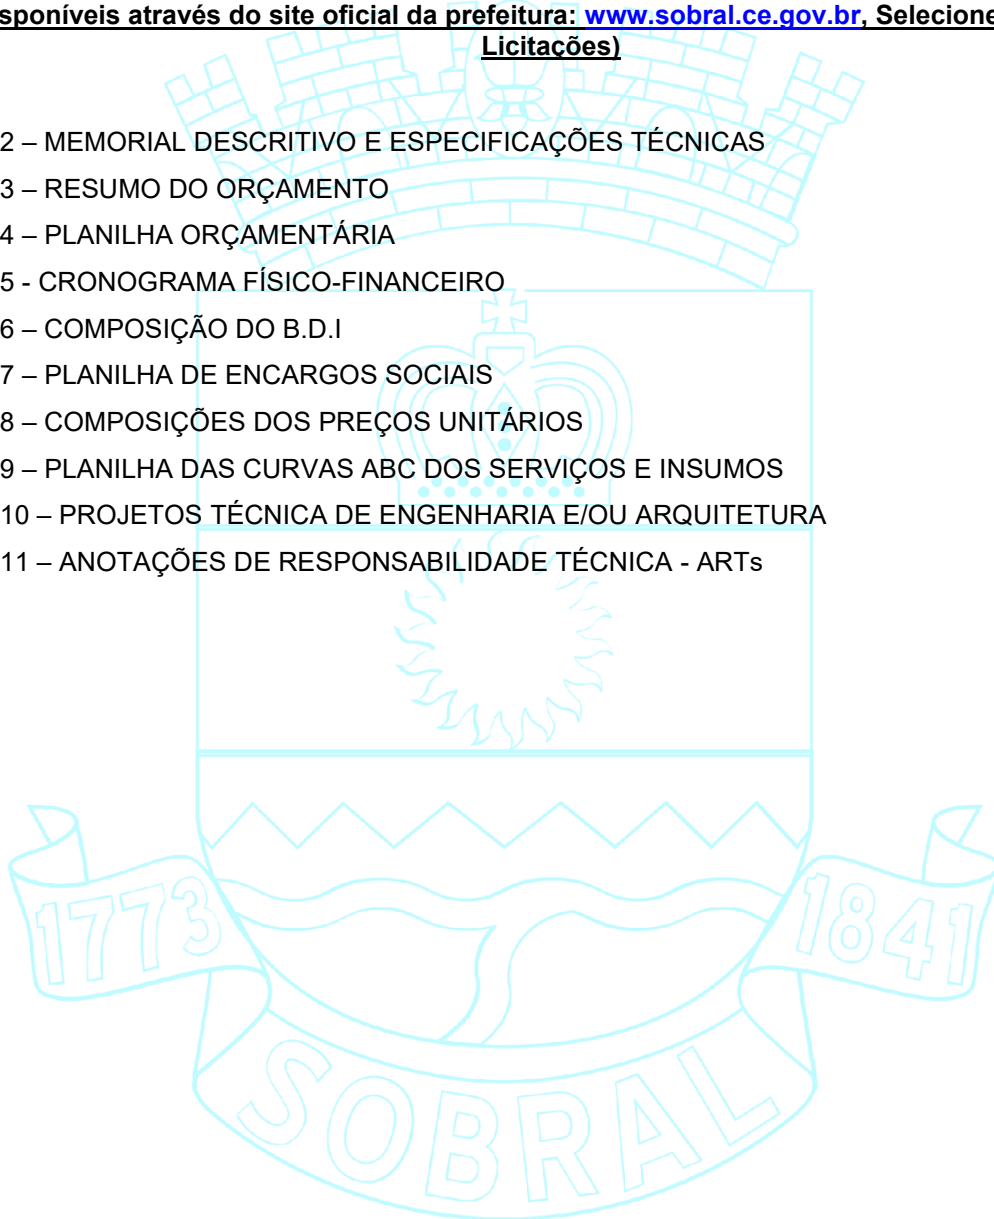 sponíveis através do site oficial da prefeitura: www.sobral.ce.gov.br, Selecione
Licitações)
2 – MEMORIAL DESCRITIVO E ESPECIFICAÇÕES TÉCNICAS
3 – RESUMO DO ORÇAMENTO
4 – PLANILHA ORÇAMENTÁRIA
5 - CRONOGRAMA FÍSICO-FINANCEIRO
6 – COMPOSIÇÃO DO B.D.I
7 – PLANILHA DE ENCARGOS SOCIAIS
8 – COMPOSIÇÕES DOS PREÇOS UNITÁRIOS
9 – PLANILHA DAS CURVAS ABC DOS SERVIÇOS E INSUMOS
10 – PROJETOS TÉCNICA DE ENGENHARIA E/OU ARQUITETURA
11 – ANOTAÇÕES DE RESPONSABILIDADE TÉCNICA - ARTs
1773
1841
SOBRAL